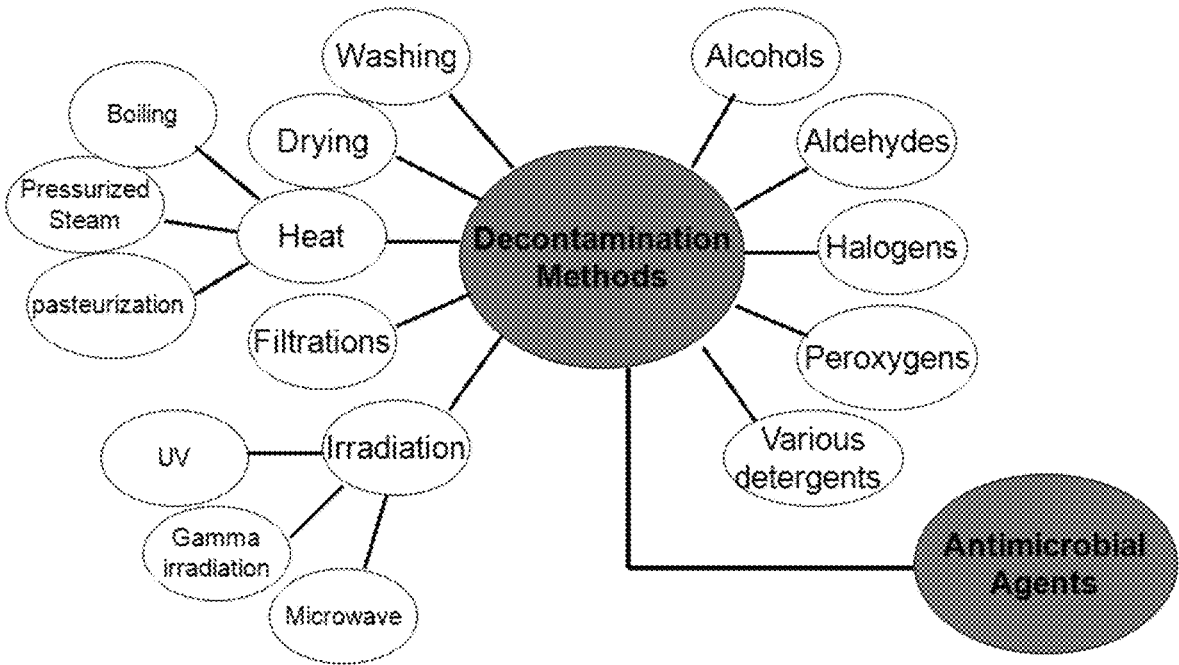 Washing
Alcohols
Boiling
Drying
Aldehydes
Pressurized
Steam
Heat
Decontamination
Methods
Halogens
pasteurization
Filtrations
Peroxygens
Irradiation
UV
Various
detergents
Gamma
irradiation
Microwave
Antimicrobial
Agents